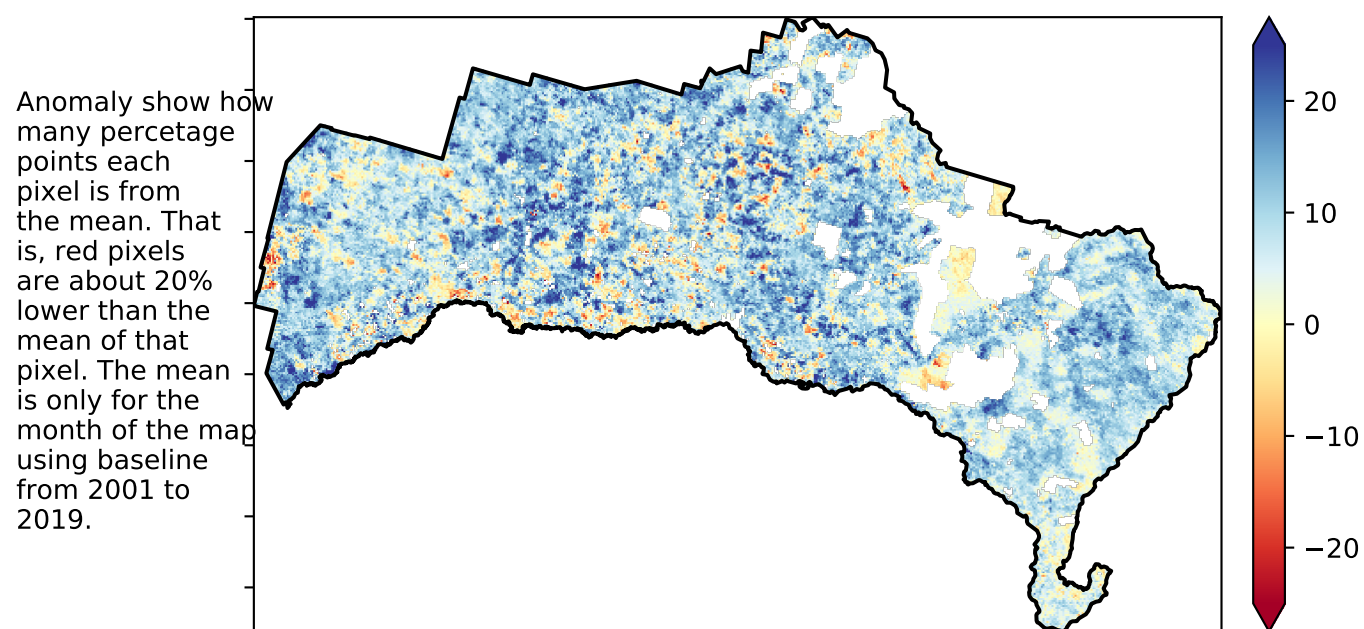 Anomaly show how
many percetage
points each
pixel is from
the mean. That
is, red pixels
are about 20%
lower than the
mean of that
pixel. The mean
is only for the
month of the map
using baseline
from 2001 to
2019.
20
10
0
−10
−20